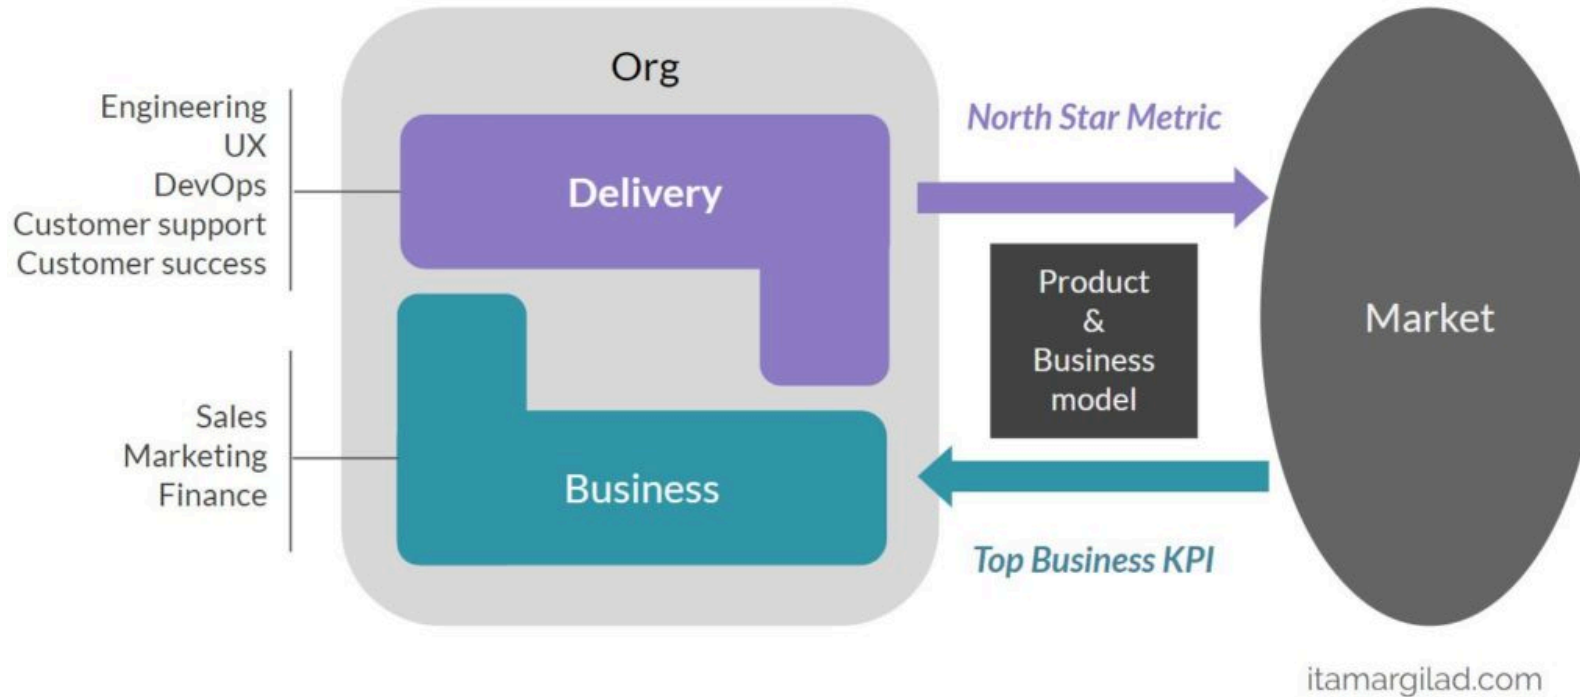 Org
Engineering
UX
DevOps
Customer support
Customer success
Delivery
North Star Metric
Product
&
Business
model
Market
Sales
Marketing
Finance
Business
Top Business KPI
itamargilad.com